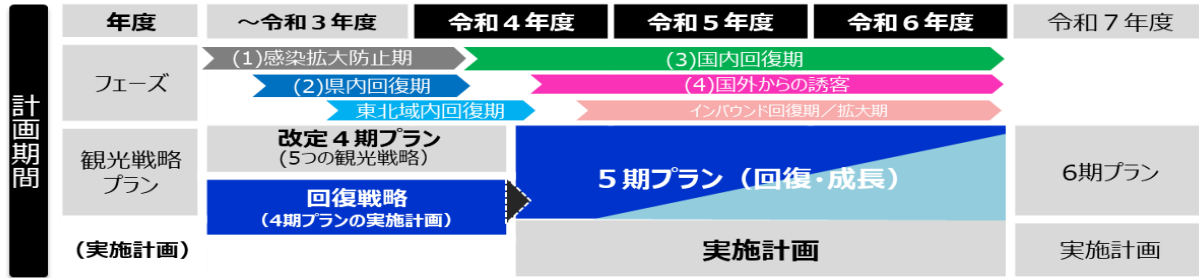 計画期間
年度
～令和３年度
令和４年度
令和５年度
令和６年度
令和７年度
フェーズ
(1)感染拡大防止期
(3)国内回復期
(2)県内回復期
(4)国外からの誘客
東北域内回復期
インバウンド回復期／拡大期
観光戦略
プラン
改定４期プラン
(5つの観光戦略)
回復戦略
(４期プランの実施計画)
５期プラン（回復･成長）
6期プラン
(実施計画)
実施計画
実施計画